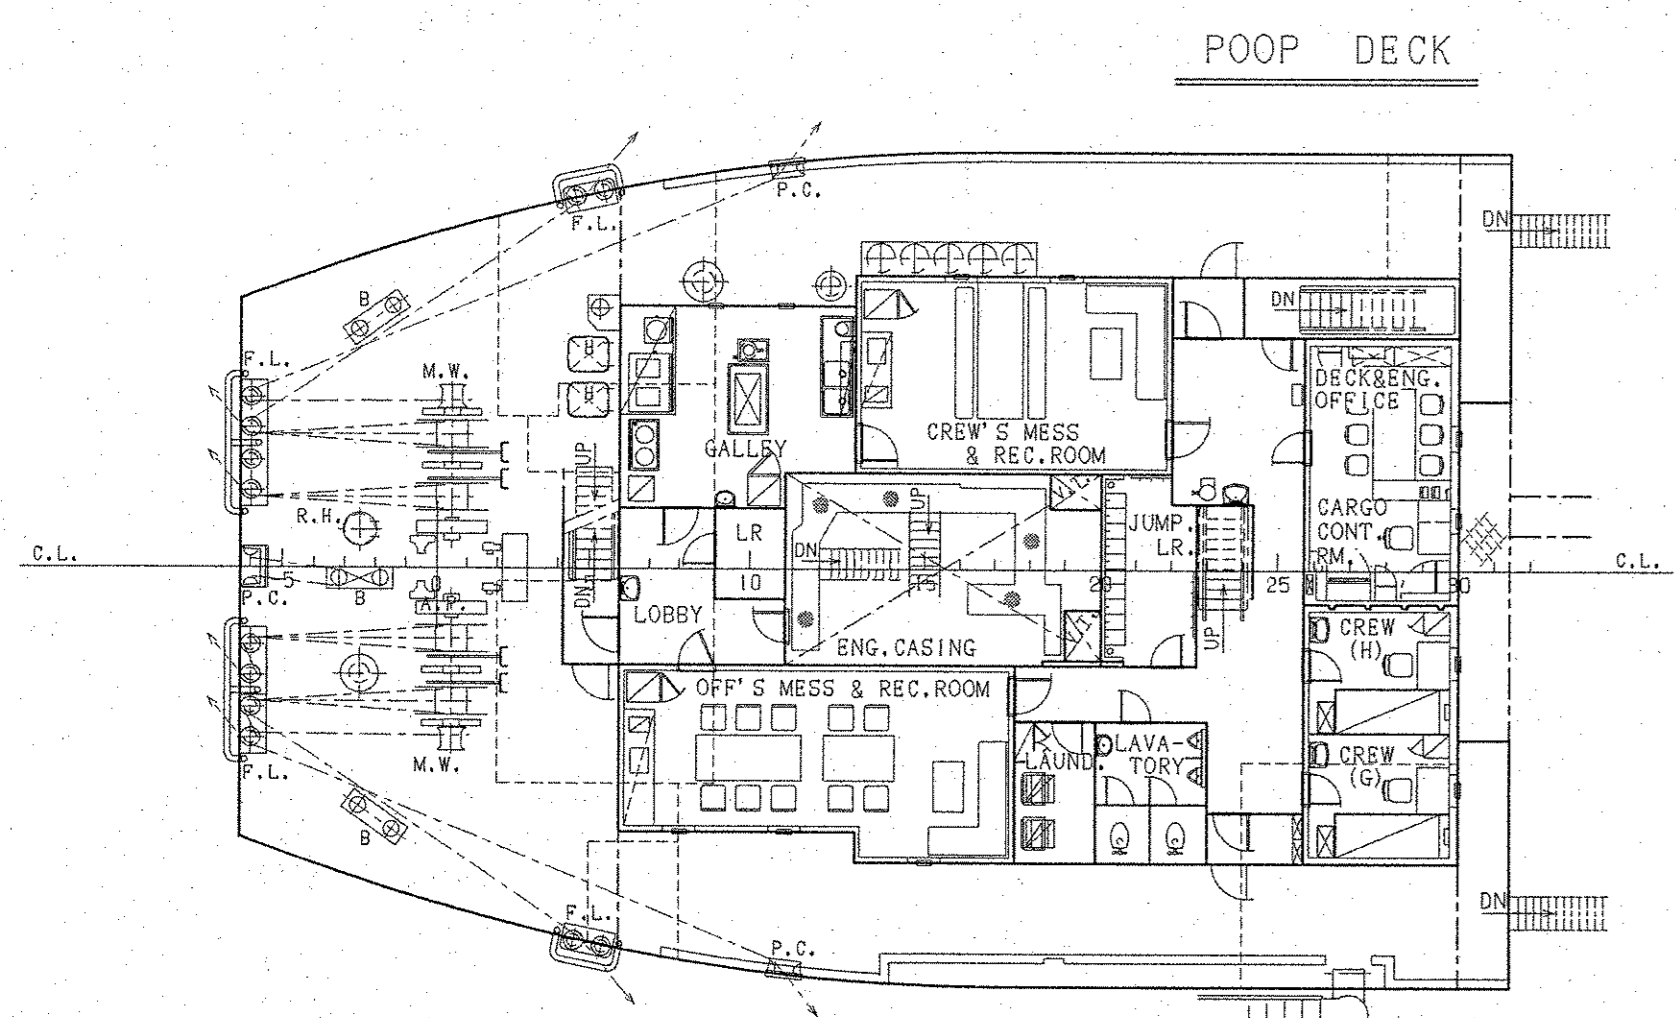 POOP DECK
P.C.
F.L.
DN
B
DN
F.L.
M.W.
H
DECK&ENG.
OFFICE
H
CREW'S MESS
& REC.ROOM
GALLEY
UP
V.T.
UP
CARGO
CONT.
RM.
R.H.
LR
JUMP.
LR.
DN
C.L.
C.L.
5
0
10
15
20
25
30
P.C.
B
A.P.
DN
LOBBY
V.T.
UP
ENG.CASING
CREW
(H)
OFF'S MESS & REC.ROOM
LAVA-
TORY
LAUND.
CREW
(G)
M.W.
F.L.
B
DN
F.L.
P.C.